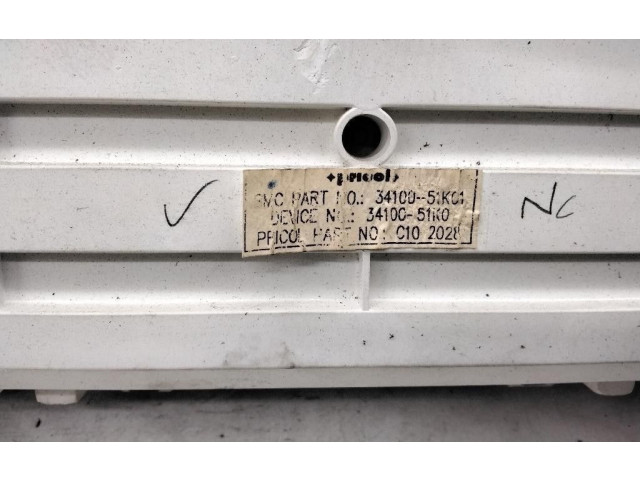 pricol
SMC PART NO.: 34100-51K01
DEVICE NO.: 34100-51K0
PRICOL PART NO: C10 2028
NC